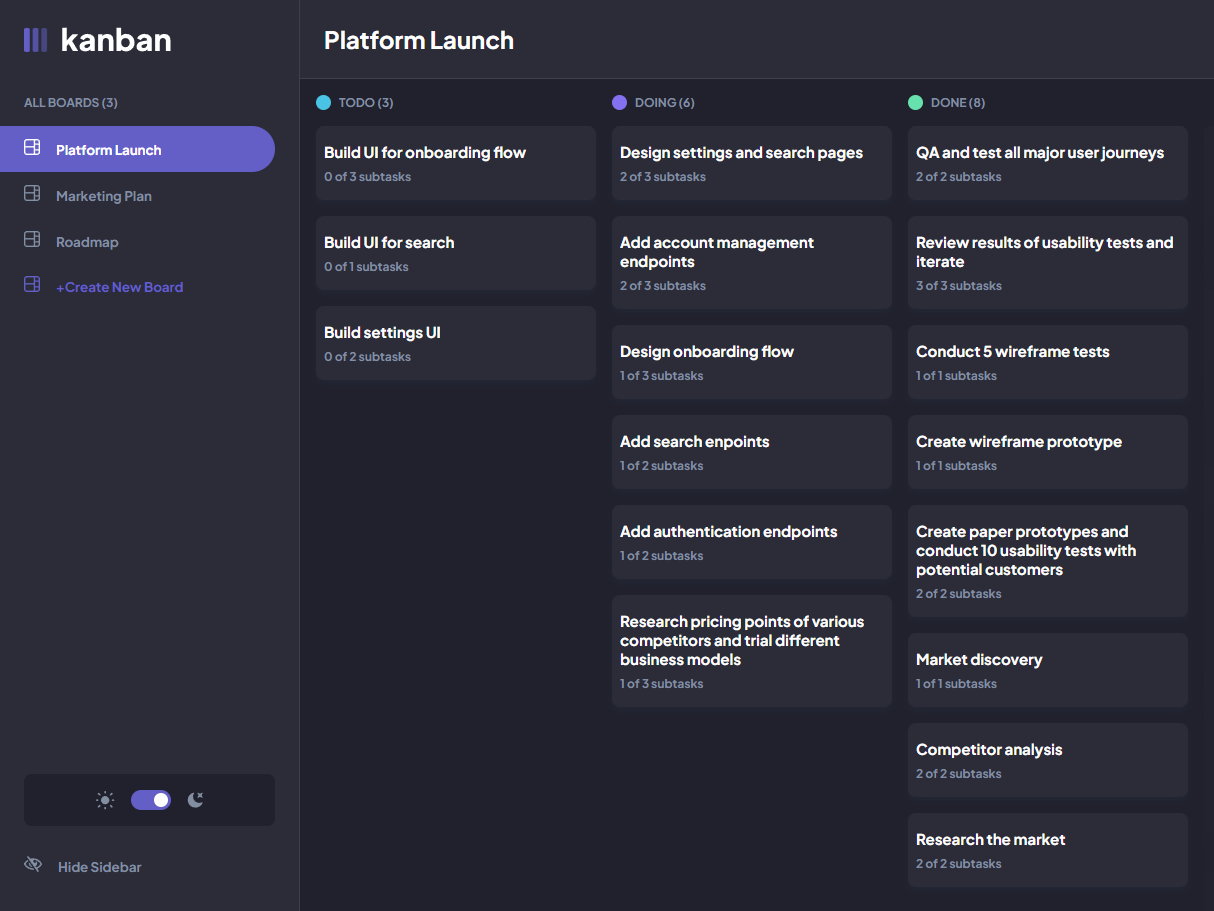 kanban
Platform Launch
ALL BOARDS (3)
Platform Launch
Marketing Plan
Roadmap
+Create New Board
Hide Sidebar
TODO (3)
Build UI for onboarding flow
0 of 3 subtasks
Build UI for search
0 of 1 subtasks
Build settings UI
0 of 2 subtasks
DOING (6)
Design settings and search pages
2 of 3 subtasks
Add account management
endpoints
2 of 3 subtasks
Design onboarding flow
1 of 3 subtasks
Add search enpoints
1 of 2 subtasks
Add authentication endpoints
1 of 2 subtasks
Research pricing points of various
competitors and trial different
business models
1 of 3 subtasks
DONE (8)
QA and test all major user journeys
2 of 2 subtasks
Review results of usability tests and
iterate
3 of 3 subtasks
Conduct 5 wireframe tests
1 of 1 subtasks
Create wireframe prototype
1 of 1 subtasks
Create paper prototypes and
conduct 10 usability tests with
potential customers
2 of 2 subtasks
Market discovery
1 of 1 subtasks
Competitor analysis
2 of 2 subtasks
Research the market
2 of 2 subtasks